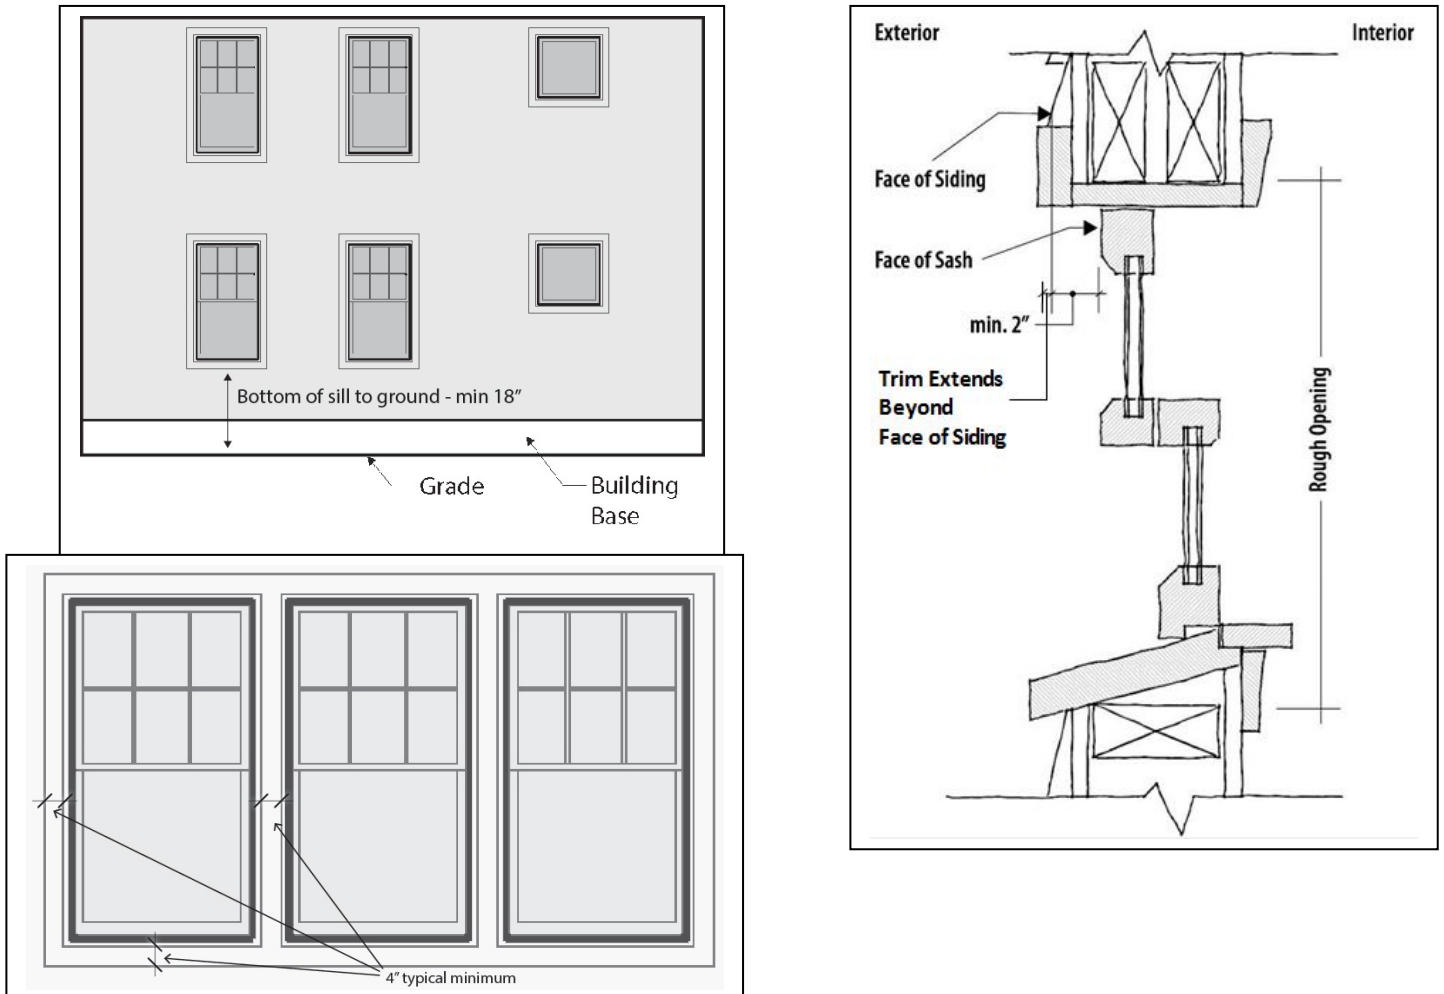 Bottom of sill to ground - min 18”
Grade
Building
Base
4” typical minimum
Exterior
Interior
Face of Siding
Face of Sash
min. 2”
Trim Extends
Beyond
Face of Siding
Rough Opening